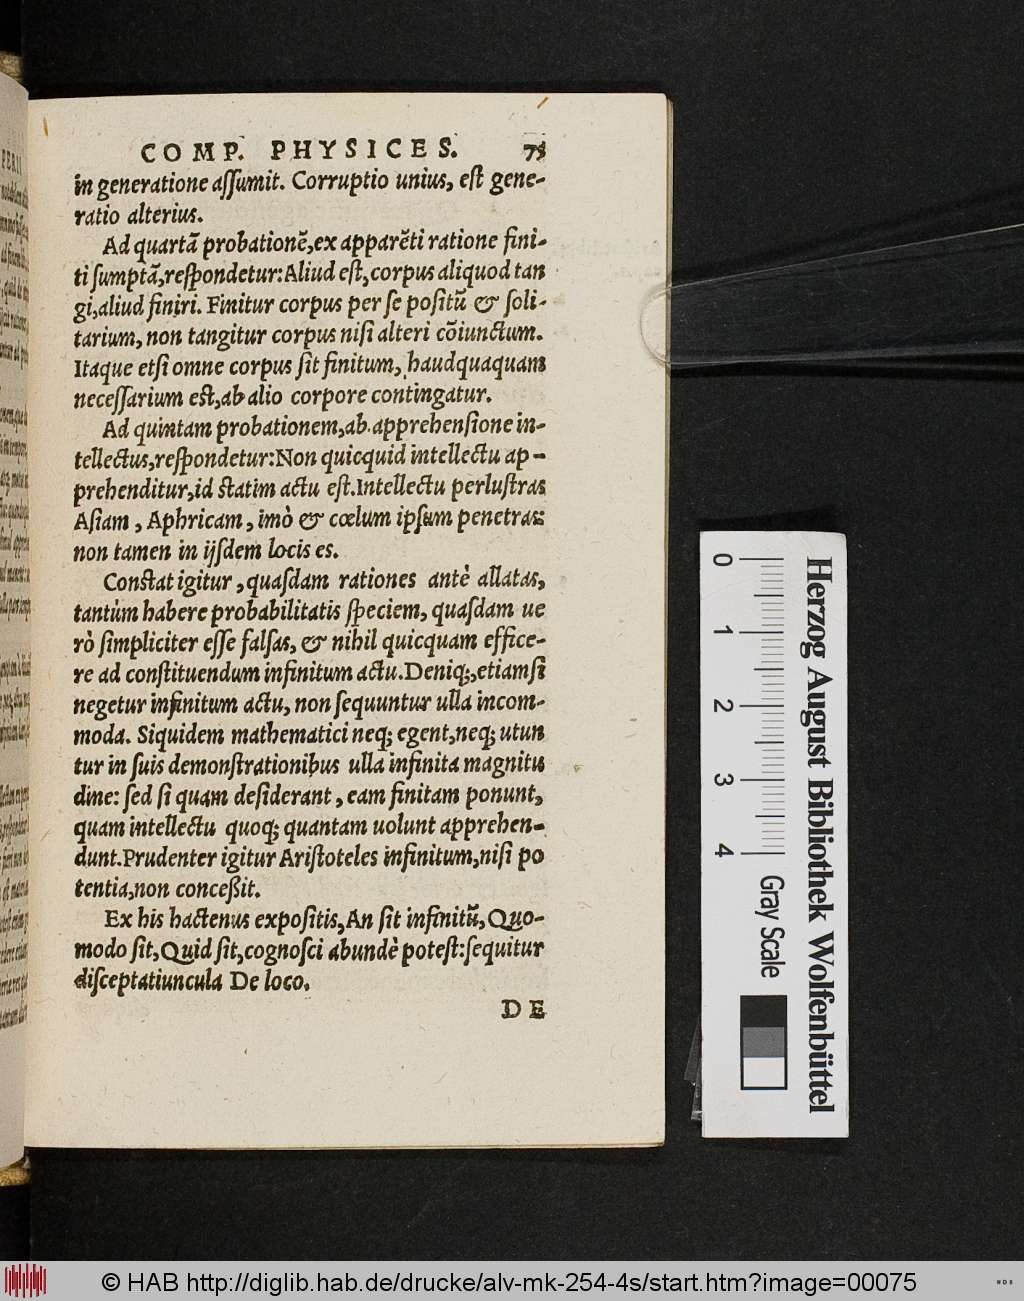 COMP. PHYSICES. 75
in generatione aſſumit. Corruptio unius, eſt gene-
ratio alterius.
Ad quartā probationē, ex apparēti ratione fini-
ti ſumptā, reſpondetur: Aliud eſt, corpus aliquod tan
gi, aliud finiri. Finitur corpus per ſe poſitū & ſoli-
tarium, non tangitur corpus niſi alteri cōiunctum.
Itaque etſi omne corpus ſit finitum, haudquaquam
neceſſarium eſt, ab alio corpore contingatur.
Ad quintam probationem, ab apprehenſione in-
tellectus, reſpondetur: Non quicquid intellectu ap-
prehenditur, id ſtatim actu eſt. Intellectu perluſtras
Aſiam, Aphricam, imò & cœlum ipſum penetras:
non tamen in ijſdem locis es.
Conſtat igitur, quaſdam rationes antè allatas,
tantùm habere probabilitatis ſpeciem, quaſdam ue
rò ſimpliciter eſſe falſas, & nihil quicquam effice-
re ad conſtituendum infinitum actu. Deniq;, etiamſi
negetur infinitum actu, non ſequuntur ulla incom-
moda. Siquidem mathematici neq; egent, neq; utun
tur in ſuis demonſtrationibus ulla infinita magnitu
dine: ſed ſi quam deſiderant, eam finitam ponunt,
quam intellectu quoq; quantam uolunt apprehen-
dunt. Prudenter igitur Ariſtoteles infinitum, niſi po
tentia, non conceßit.
Ex his hactenus expoſitis, An ſit infinitū, Quo-
modo ſit, Quid ſit, cognoſci abundè poteſt: ſequitur
diſceptatiuncula De loco.
DE
0 1 2 3 4
Gray Scale
Herzog August Bibliothek Wolfenbüttel
© HAB http://diglib.hab.de/drucke/alv-mk-254-4s/start.htm?image=00075